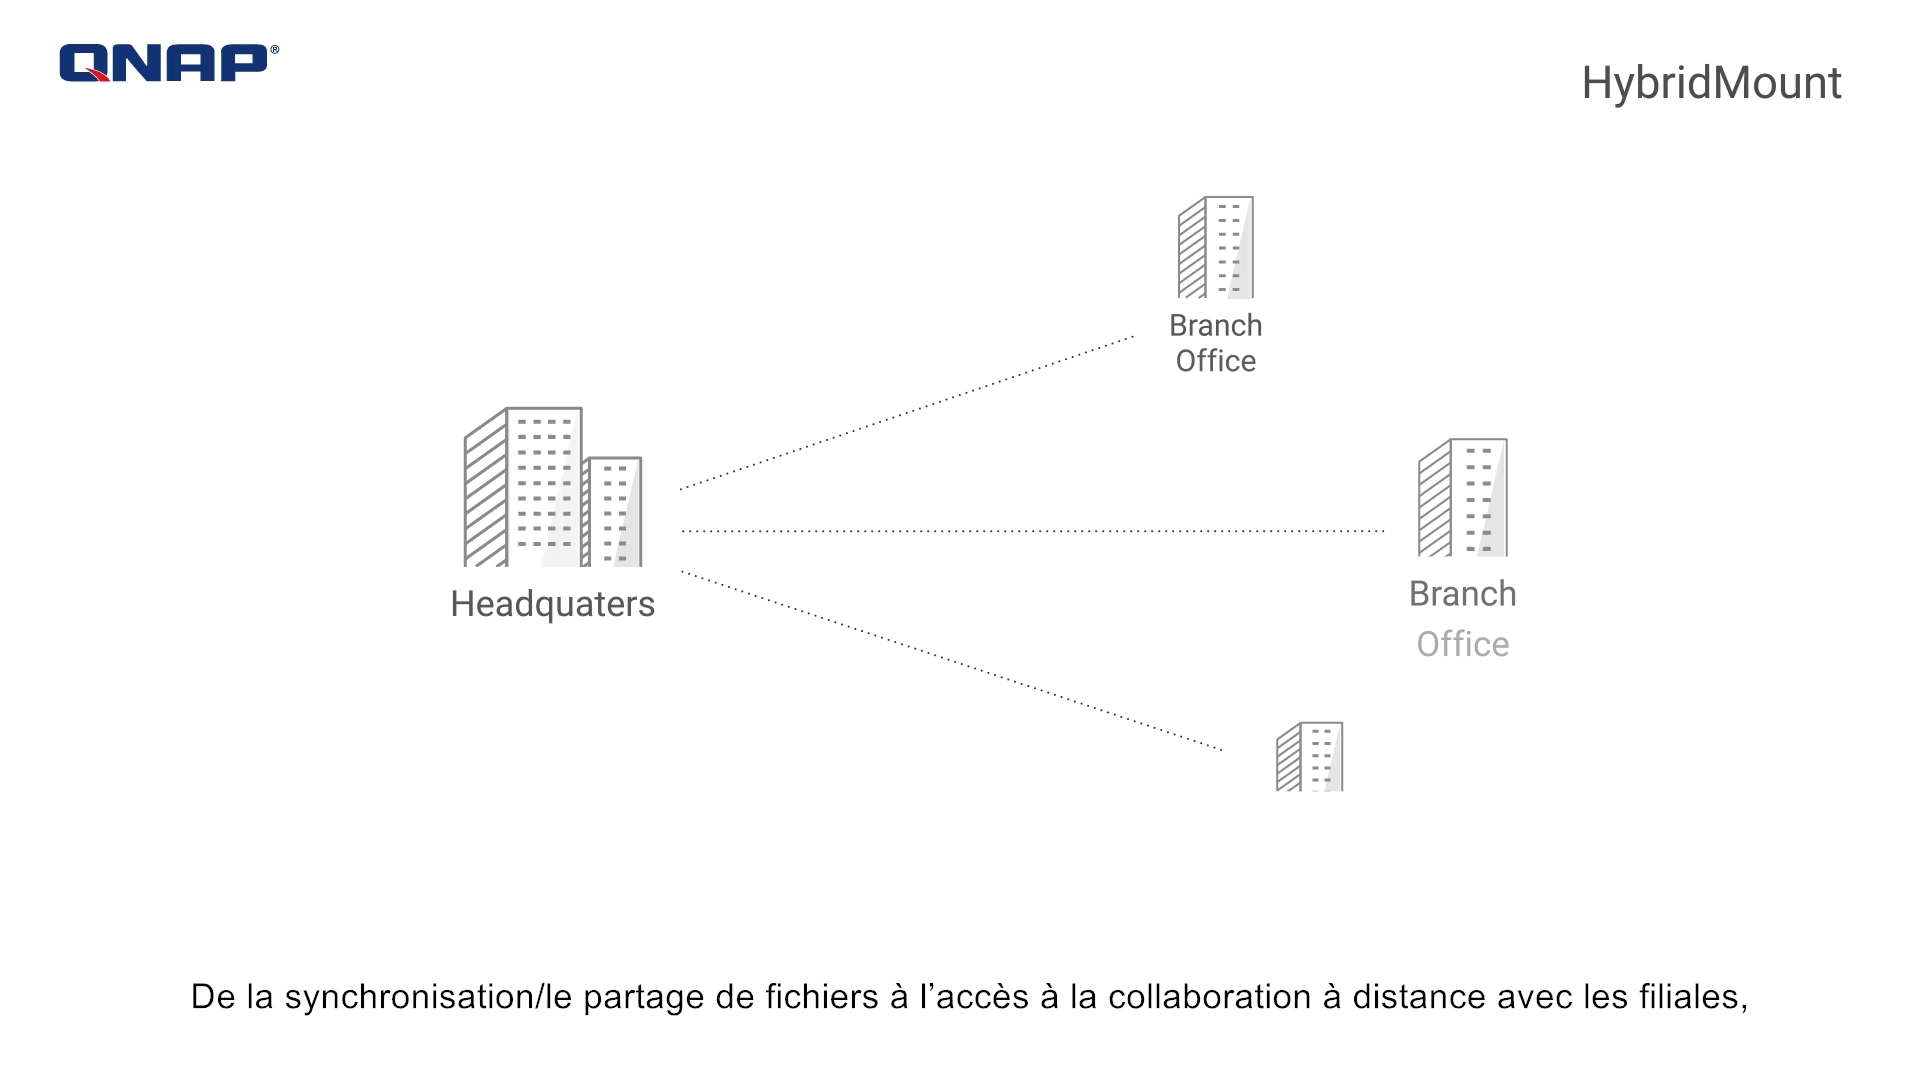 QNAP®
HybridMount
Branch
Office
Headquaters
Branch
Office
De la synchronisation/le partage de fichiers à l’accès à la collaboration à distance avec les filiales,